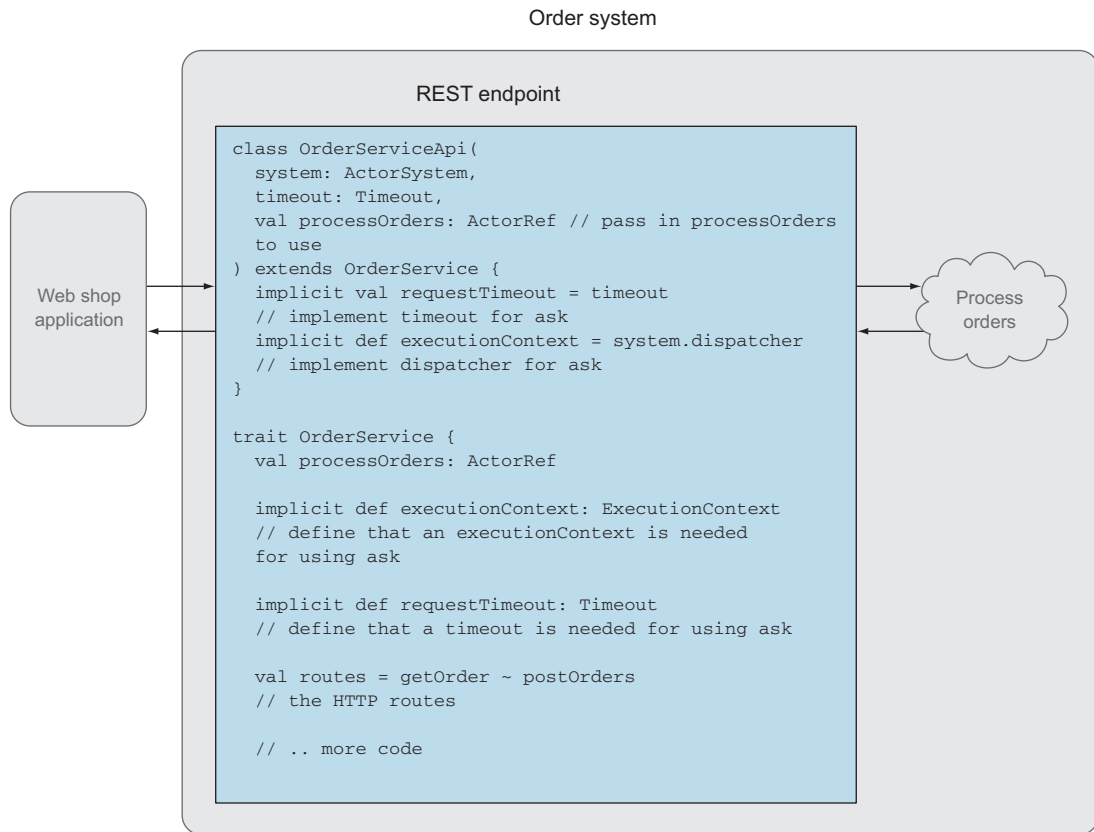 Order system
REST endpoint
class OrderServiceApi(
  system: ActorSystem,
  timeout: Timeout,
  val processOrders: ActorRef // pass in processOrders
  to use
) extends OrderService {
  implicit val requestTimeout = timeout
  // implement timeout for ask
  implicit def executionContext = system.dispatcher
  // implement dispatcher for ask
}
trait OrderService {
  val processOrders: ActorRef
  implicit def executionContext: ExecutionContext
  // define that an executionContext is needed
  for using ask
  implicit def requestTimeout: Timeout
  // define that a timeout is needed for using ask
  val routes = getOrder ~ postOrders
  // the HTTP routes
  // .. more code
Web shop
application
Process
orders